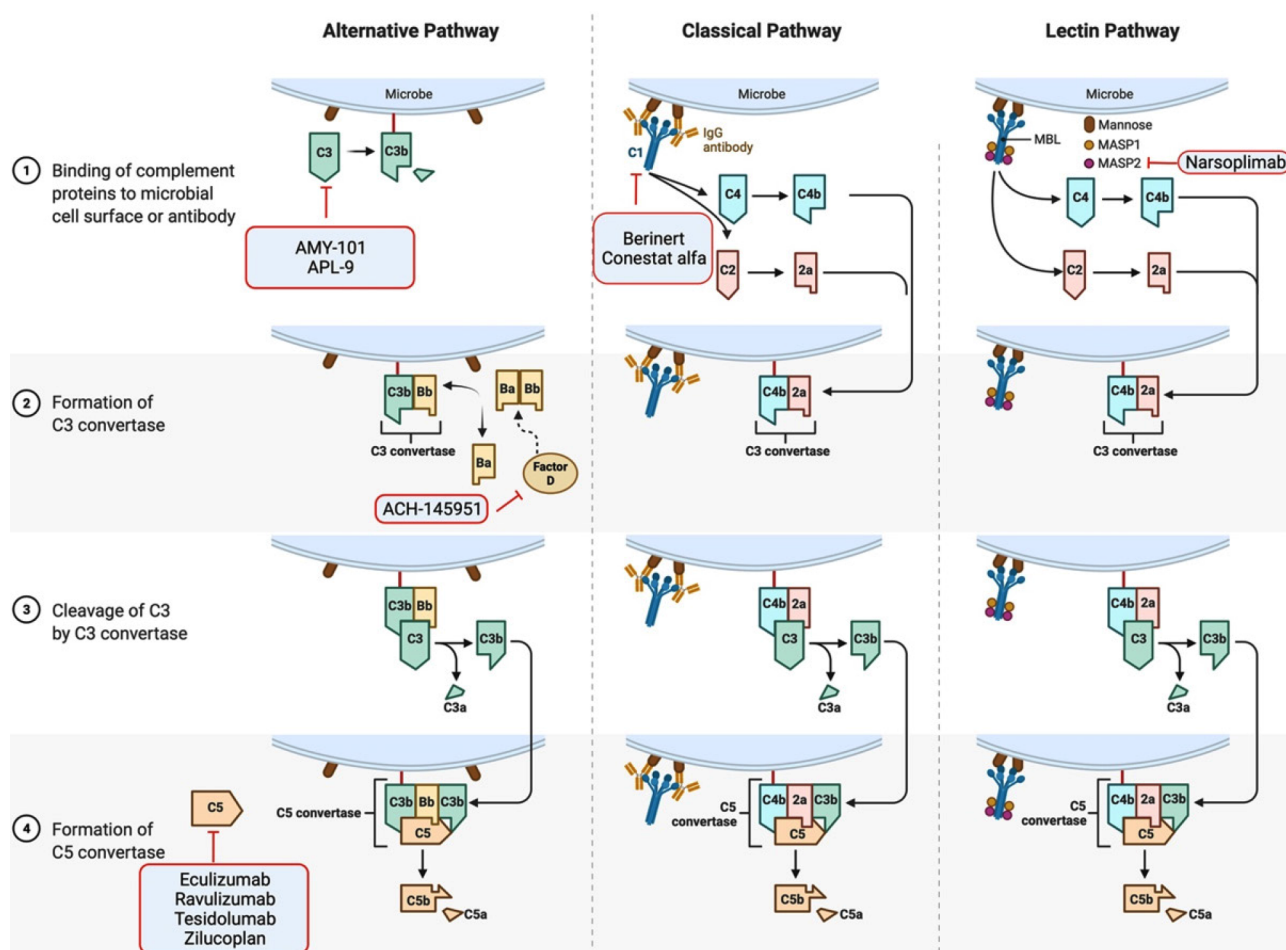 Alternative Pathway
Classical Pathway
Lectin Pathway
1
Binding of complement
proteins to microbial
cell surface or antibody
Microbe
C3
C3b
AMY-101
APL-9
Microbe
IgG
antibody
C1
C4
C4b
Berinert
Conestat alfa
C2
2a
Microbe
MBL
Mannose
MASP1
MASP2
Narsoplimab
C4
C4b
C2
2a
2
Formation of
C3 convertase
C3b
Bb
Ba
Bb
C3 convertase
Ba
Factor
D
ACH-145951
C4b
2a
C3 convertase
C4b
2a
C3 convertase
3
Cleavage of C3
by C3 convertase
C3b
Bb
C3
C3b
C3a
C4b
2a
C3
C3b
C3a
C4b
2a
C3
C3b
C3a
4
Formation of
C5 convertase
C5
Eculizumab
Ravulizumab
Tesidolumab
Zilucoplan
C5 convertase
C3b
Bb
C3b
C5
C5b
C5a
C5
convertase
C4b
2a
C3b
C5
C5b
C5a
C5
convertase
C4b
2a
C3b
C5
C5b
C5a